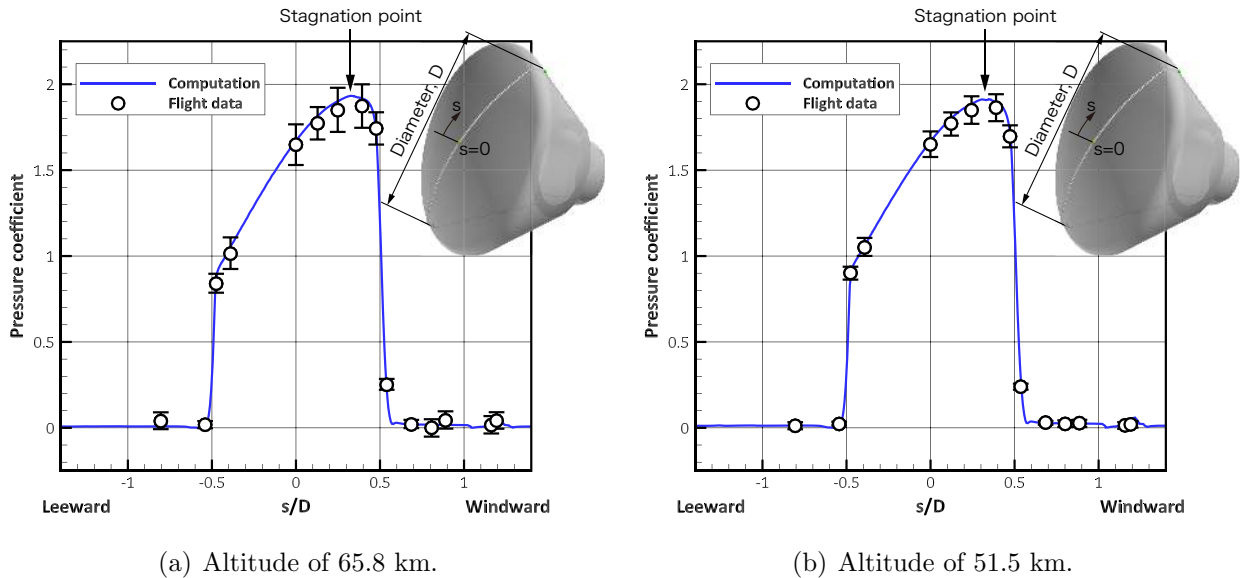 Stagnation point
Computation
Flight data
Diameter, D
s
s=0
Pressure coefficient
2
1.5
1
0.5
0
-1
-0.5
0
0.5
1
Leeward
s/D
Windward
(a) Altitude of 65.8 km.
Stagnation point
Computation
Flight data
Diameter, D
s
s=0
Pressure coefficient
2
1.5
1
0.5
0
-1
-0.5
0
0.5
1
Leeward
s/D
Windward
(b) Altitude of 51.5 km.